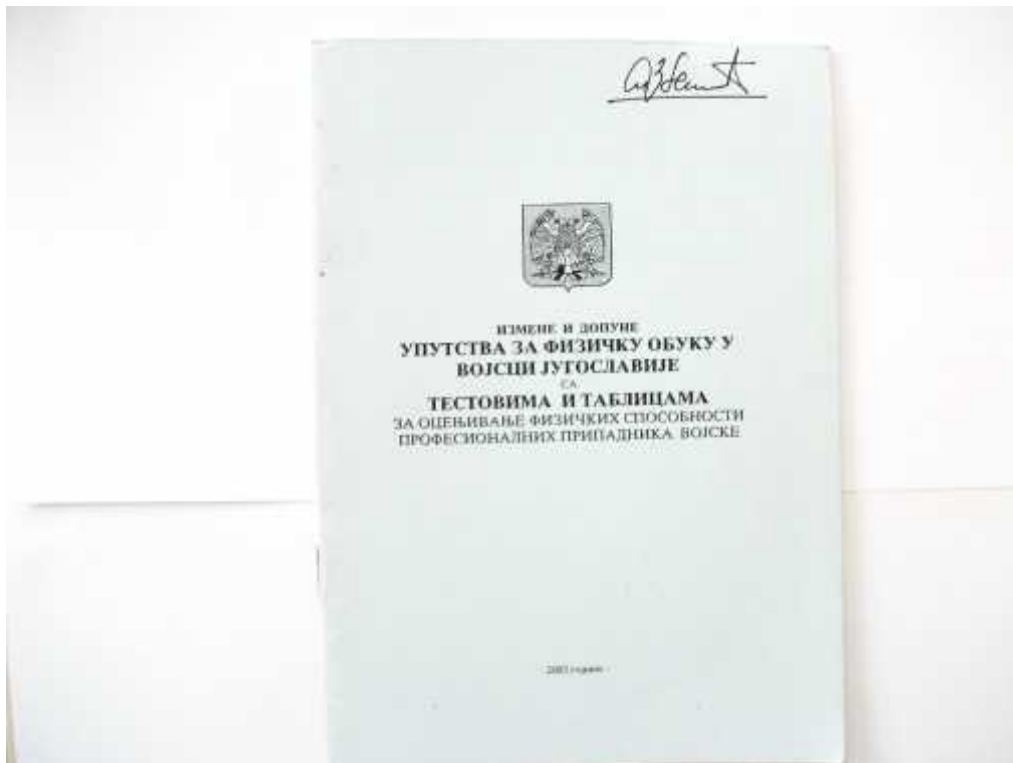 ИЗМЕНЕ И ДОПУНЕ
УПУТСТВА ЗА ФИЗИЧКУ ОБУКУ У
ВОЈСЦИ ЈУГОСЛАВИЈЕ
СА
ТЕСТОВИМА И ТАБЛИЦАМА
ЗА ОЦЕЊИВАЊЕ ФИЗИЧКИХ СПОСОБНОСТИ
ПРОФЕСИОНАЛНИХ ПРИПАДНИКА ВОЈСКЕ